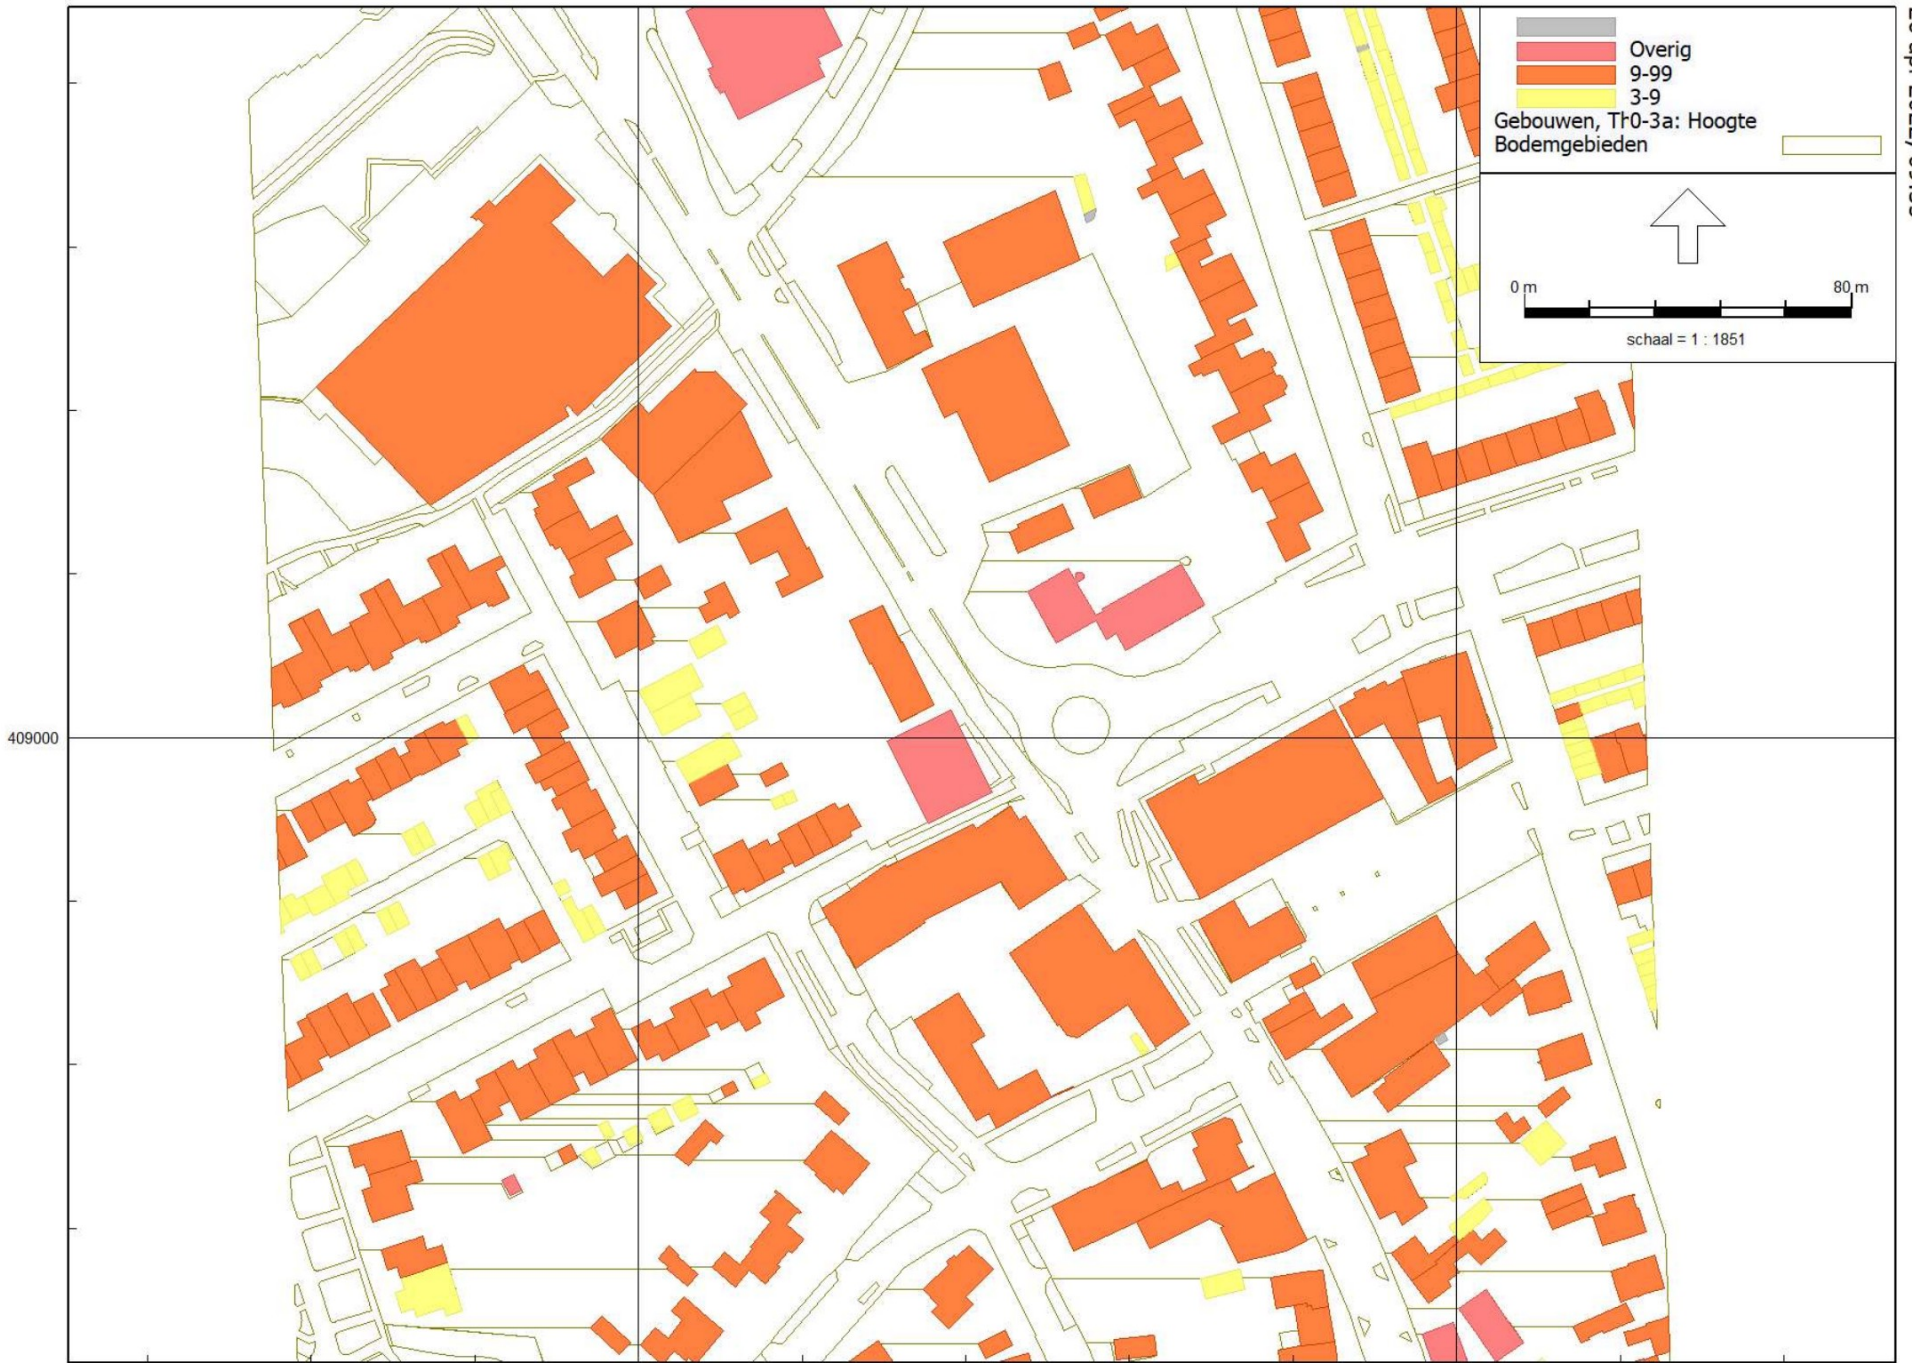 Overig
9-99
3-9
Gebouwen, Th0-3a: Hoogte
Bodemgebieden
0 m 80 m
schaal = 1 : 1851
409000